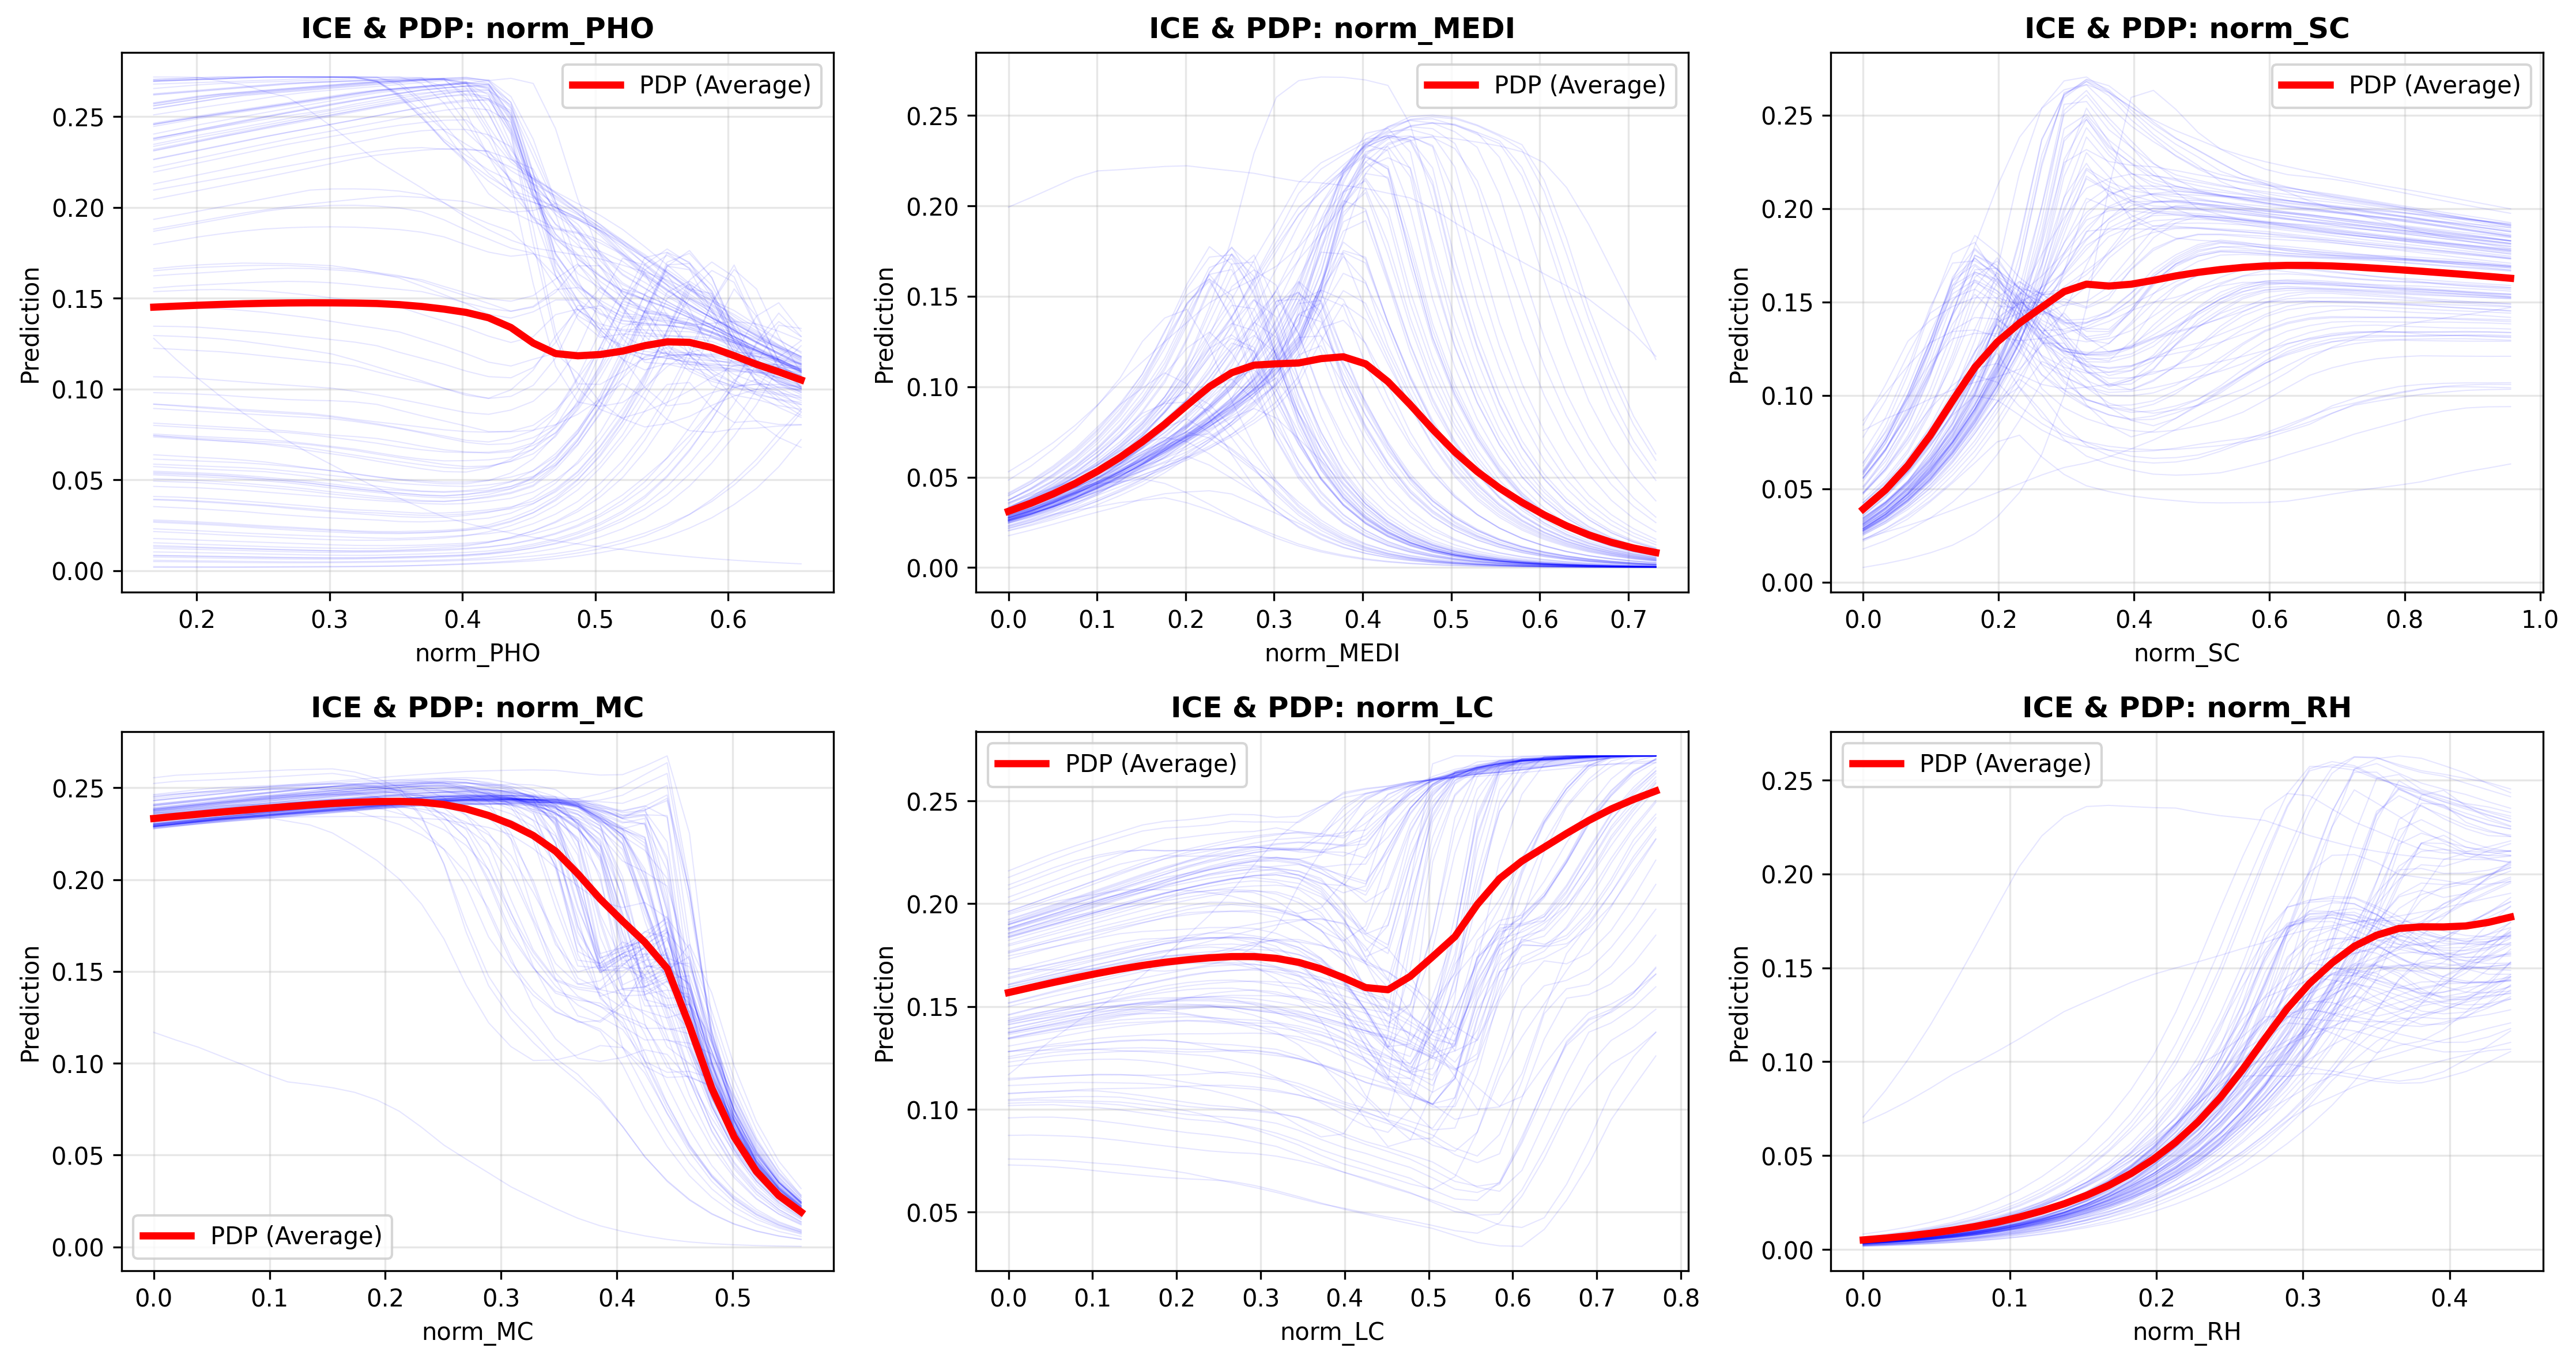 ICE & PDP: norm_PHO
PDP (Average)
Prediction
0.25
0.20
0.15
0.10
0.05
0.00
0.2 0.3 0.4 0.5 0.6
norm_PHO
ICE & PDP: norm_MEDI
PDP (Average)
Prediction
0.25
0.20
0.15
0.10
0.05
0.00
0.0 0.1 0.2 0.3 0.4 0.5 0.6 0.7
norm_MEDI
ICE & PDP: norm_SC
PDP (Average)
Prediction
0.25
0.20
0.15
0.10
0.05
0.00
0.0 0.2 0.4 0.6 0.8 1.0
norm_SC
ICE & PDP: norm_MC
Prediction
0.25
0.20
0.15
0.10
0.05
0.00
PDP (Average)
0.0 0.1 0.2 0.3 0.4 0.5
norm_MC
ICE & PDP: norm_LC
PDP (Average)
Prediction
0.25
0.20
0.15
0.10
0.05
0.0 0.1 0.2 0.3 0.4 0.5 0.6 0.7 0.8
norm_LC
ICE & PDP: norm_RH
PDP (Average)
Prediction
0.25
0.20
0.15
0.10
0.05
0.00
0.0 0.1 0.2 0.3 0.4
norm_RH